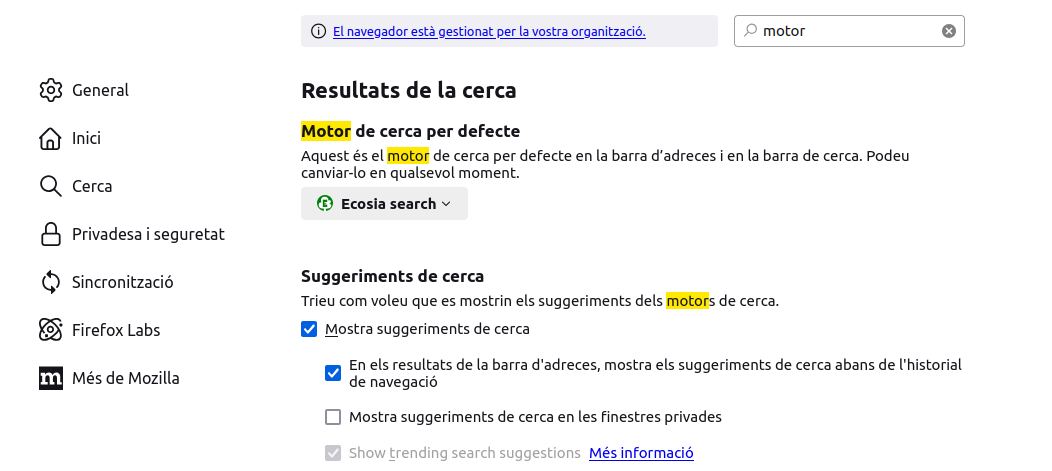 El navegador està gestionat per la vostra organització.
motor
General
Inici
Cerca
Privadesa i seguretat
Sincronització
Firefox Labs
Més de Mozilla
Resultats de la cerca
Motor de cerca per defecte
Aquest és el motor de cerca per defecte en la barra d’adreces i en la barra de cerca. Podeu
canviar-lo en qualsevol moment.
Ecosia search
Suggeriments de cerca
Trieu com voleu que es mostrin els suggeriments dels motors de cerca.
Mostra suggeriments de cerca
En els resultats de la barra d'adreces, mostra els suggeriments de cerca abans de l'historial
de navegació
Mostra suggeriments de cerca en les finestres privades
Show trending search suggestions Més informació